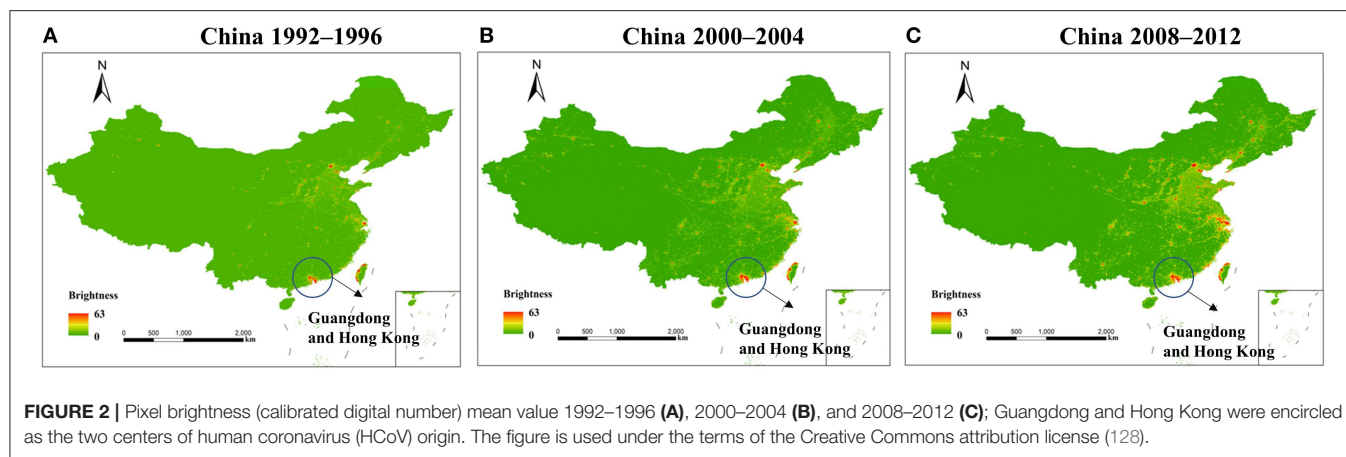 A
China 1992–1996
N
Brightness
63
0
0
500
1,000
2,000
km
Guangdong
and Hong Kong
B
China 2000–2004
N
Brightness
63
0
0
500
1,000
2,000
km
Guangdong
and Hong Kong
C
China 2008–2012
N
Brightness
63
0
0
500
1,000
2,000
km
Guangdong
and Hong Kong
FIGURE 2 | Pixel brightness (calibrated digital number) mean value 1992–1996 (A), 2000–2004 (B), and 2008–2012 (C); Guangdong and Hong Kong were encircled
as the two centers of human coronavirus (HCoV) origin. The figure is used under the terms of the Creative Commons attribution license (128).